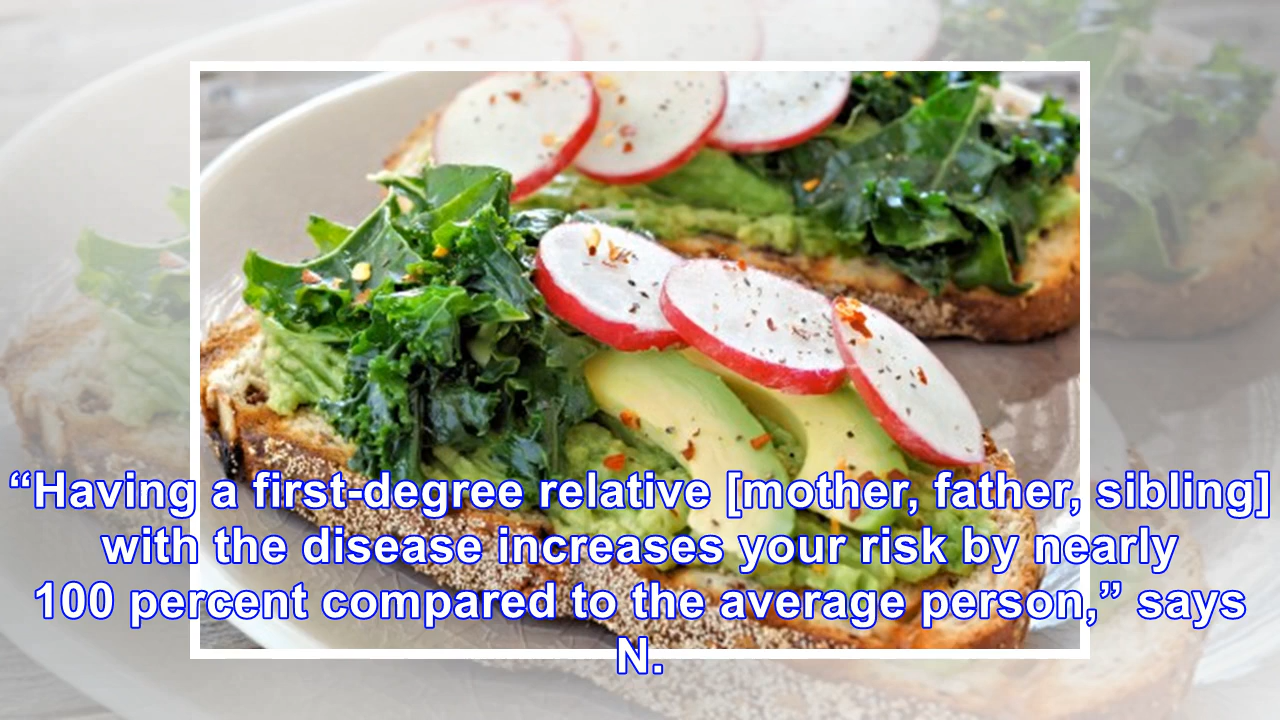 “Having a first-degree relative [mother, father, sibling]
with the disease increases your risk by nearly
100 percent compared to the average person,” says
N.